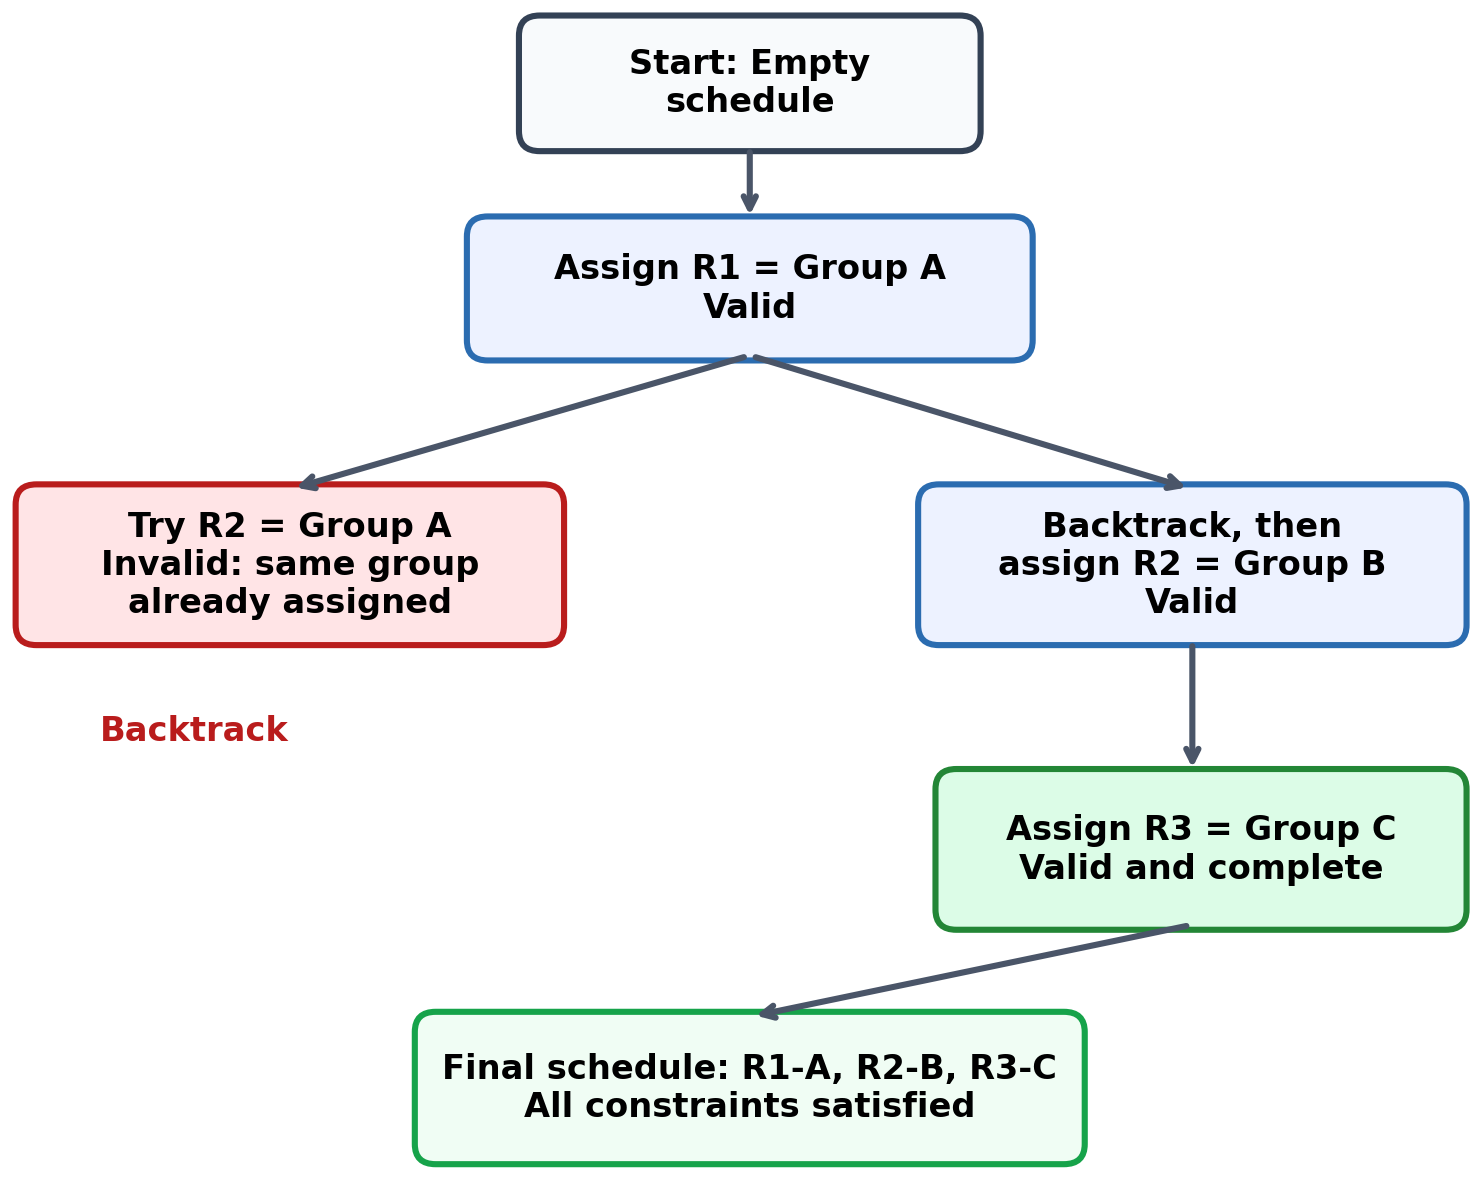 Start: Empty
schedule
Assign R1 = Group A
Valid
Try R2 = Group A
Invalid: same group
already assigned
Backtrack, then
assign R2 = Group B
Valid
Backtrack
Assign R3 = Group C
Valid and complete
Final schedule: R1-A, R2-B, R3-C
All constraints satisfied